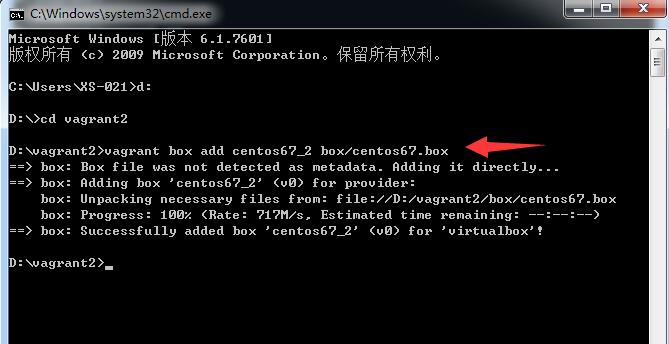 C:\Windows\system32\cmd.exe
Microsoft Windows [版本 6.1.7601]
版权所有 (c) 2009 Microsoft Corporation。保留所有权利。
C:\Users\XS-021>d:
D:\>cd vagrant2
D:\vagrant2>vagrant box add centos67_2 box/centos67.box
==> box: Box file was not detected as metadata. Adding it directly...
==> box: Adding box 'centos67_2' (v0) for provider:
    box: Unpacking necessary files from: file://D:/vagrant2/box/centos67.box
    box: Progress: 100% (Rate: 717M/s, Estimated time remaining: --:--:--)
==> box: Successfully added box 'centos67_2' (v0) for 'virtualbox'!
D:\vagrant2>